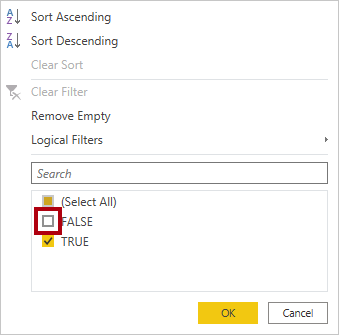 Sort Ascending
Sort Descending
Clear Sort
Clear Filter
Remove Empty
Logical Filters
Search
(Select All)
FALSE
TRUE
OK
Cancel